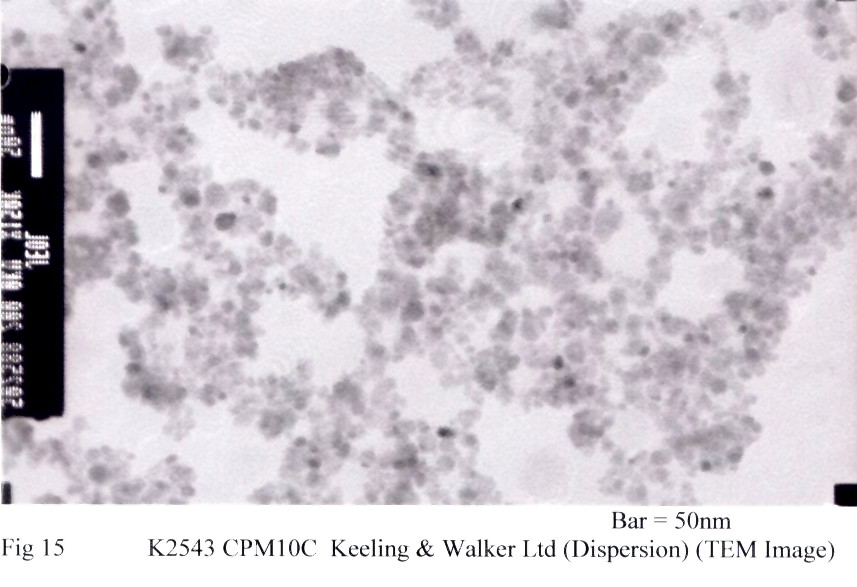 Bar = 50nm
Fig 15 K2543 CPM10C Keeling & Walker Ltd (Dispersion) (TEM Image)